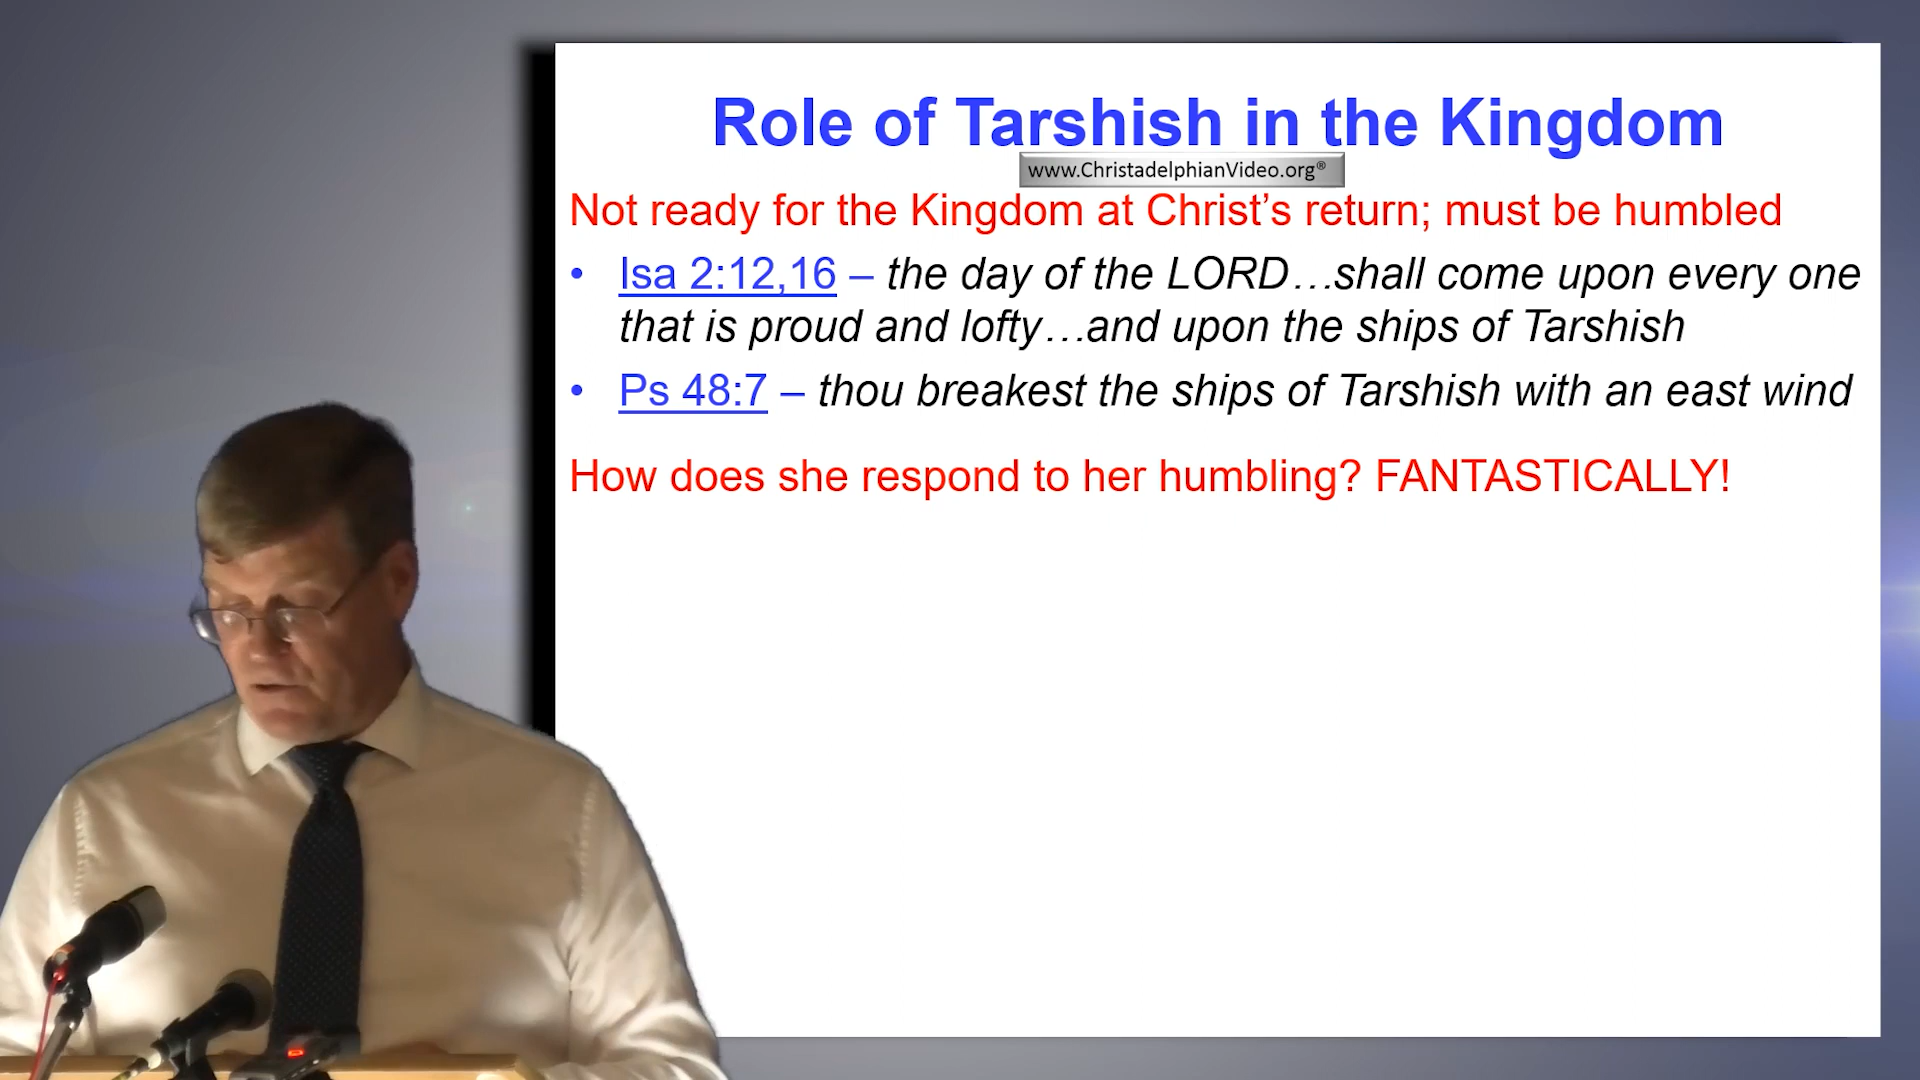 Role of Tarshish in the Kingdom
www.ChristadelphianVideo.org®
Not ready for the Kingdom at Christ’s return; must be humbled
• Isa 2:12,16 – the day of the LORD…shall come upon every one
that is proud and lofty…and upon the ships of Tarshish
• Ps 48:7 – thou breakest the ships of Tarshish with an east wind
How does she respond to her humbling? FANTASTICALLY!